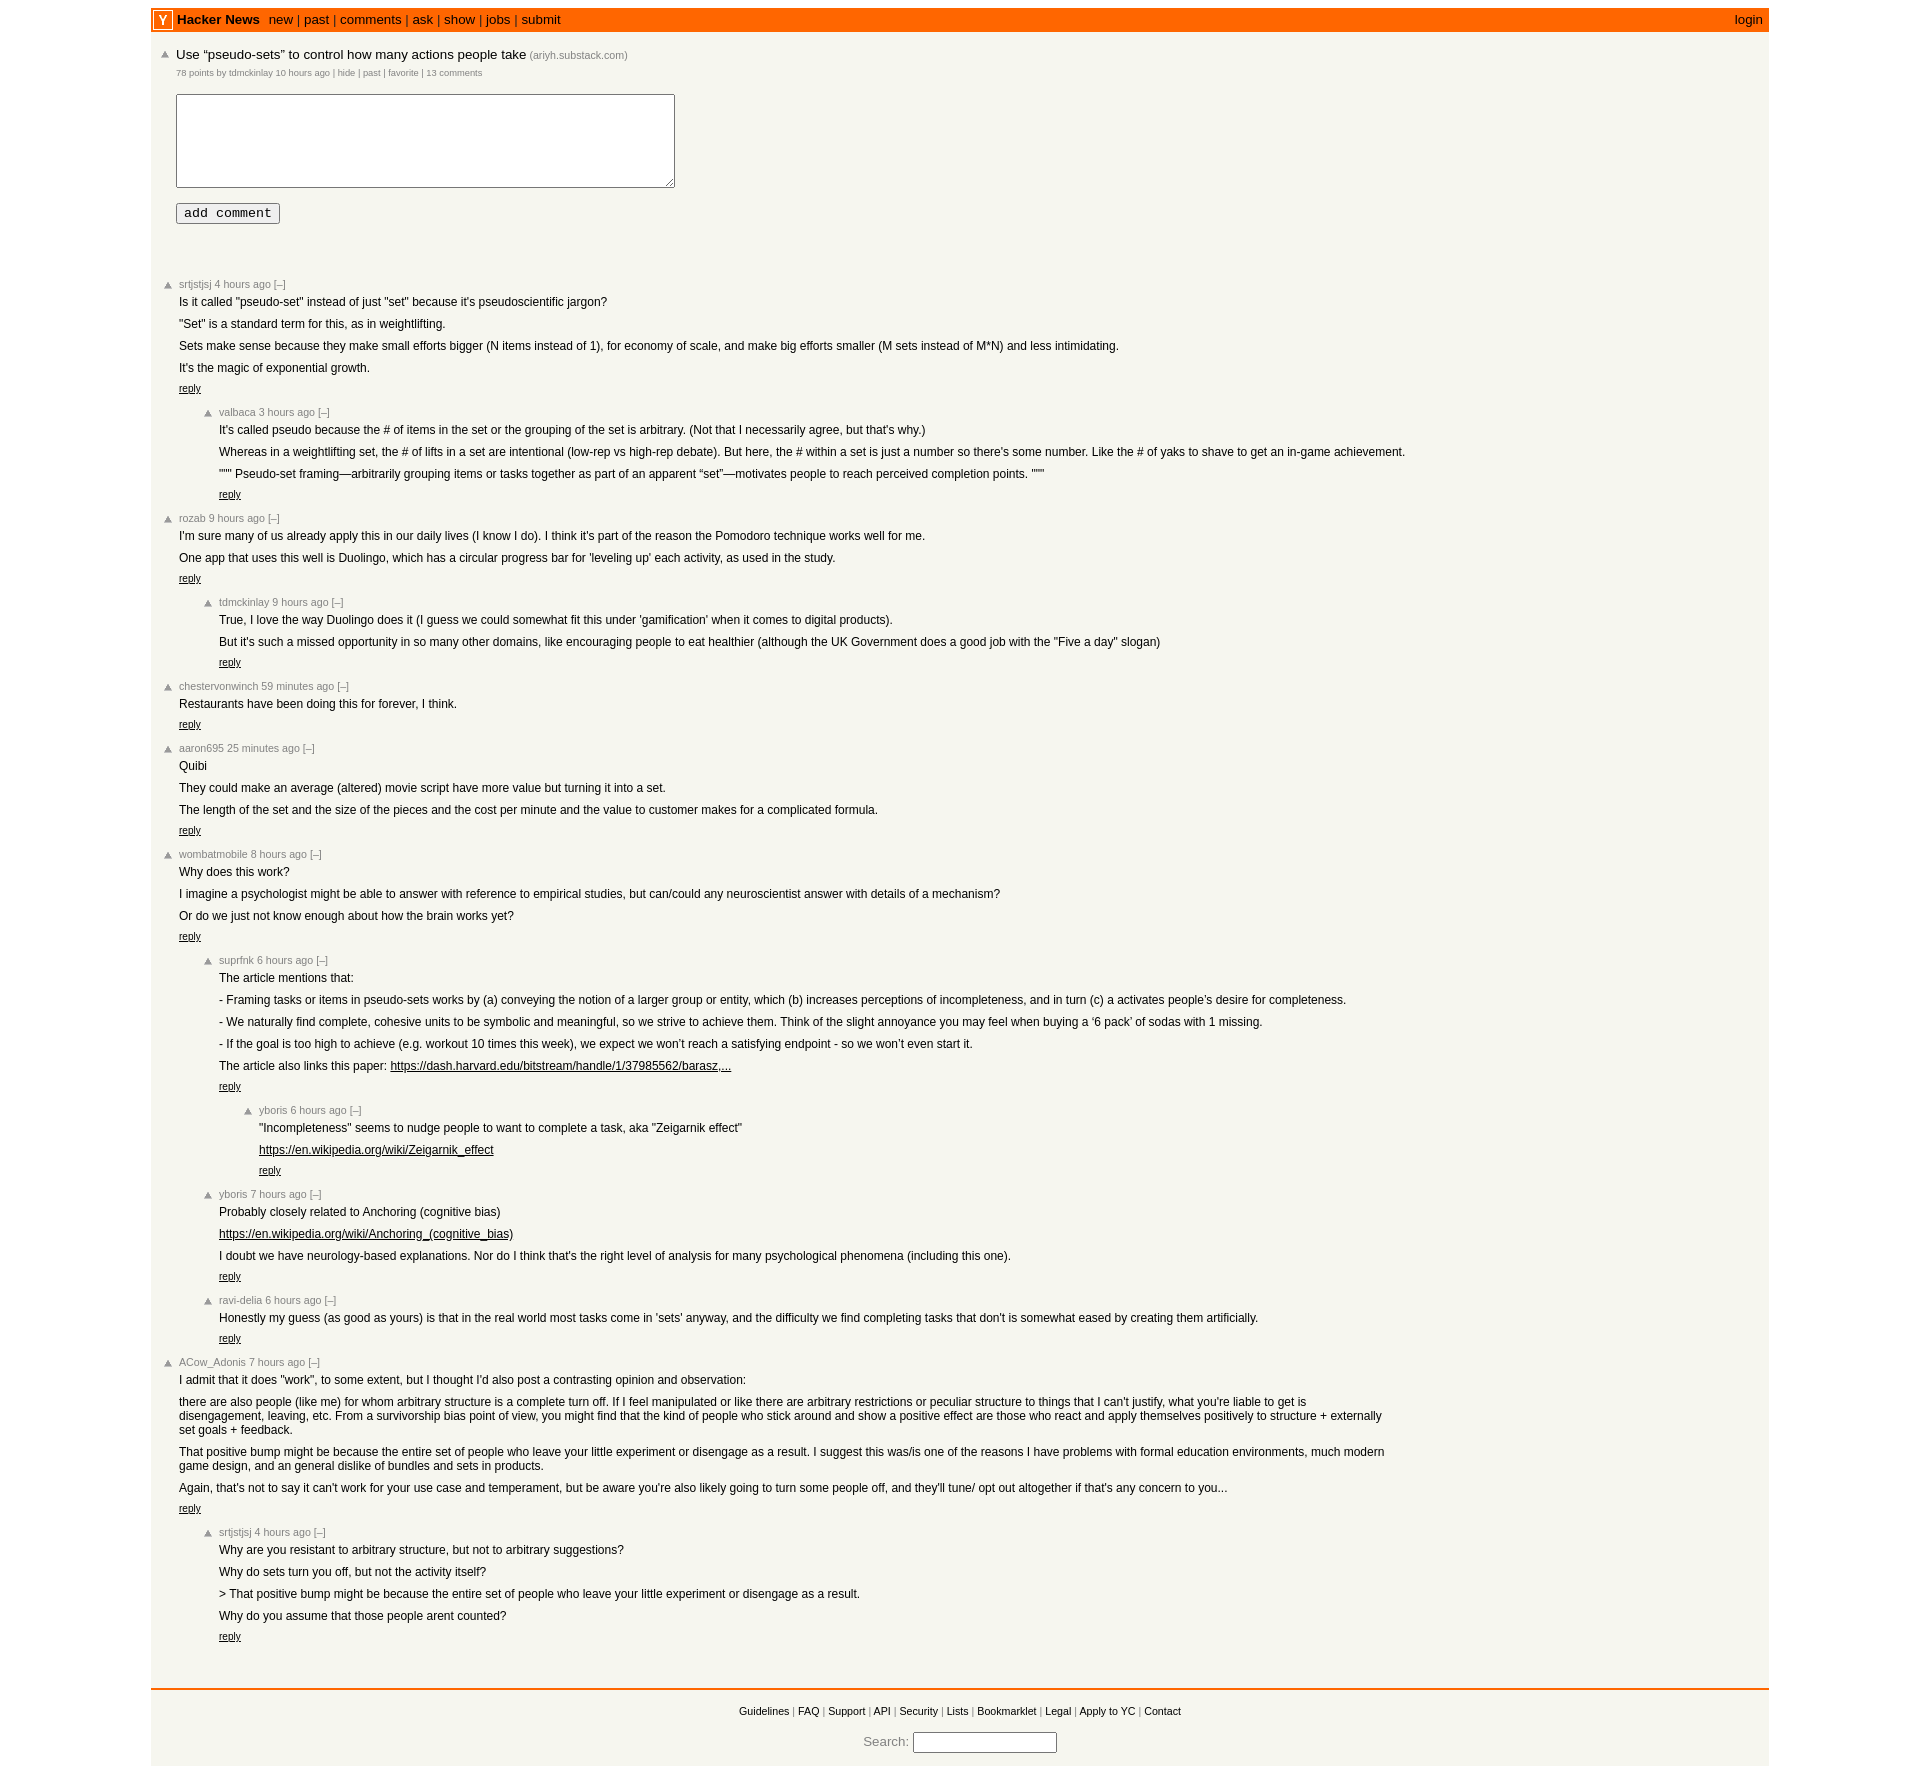 Y Hacker News new | past | comments | ask | show | jobs | submit login
Use “pseudo-sets” to control how many actions people take (ariyh.substack.com)
78 points by tdmckinlay 10 hours ago | hide | past | favorite | 13 comments
add comment
srtjstjsj 4 hours ago [–]
Is it called "pseudo-set" instead of just "set" because it's pseudoscientific jargon?
"Set" is a standard term for this, as in weightlifting.
Sets make sense because they make small efforts bigger (N items instead of 1), for economy of scale, and make big efforts smaller (M sets instead of M*N) and less intimidating.
It's the magic of exponential growth.
reply
valbaca 3 hours ago [–]
It's called pseudo because the # of items in the set or the grouping of the set is arbitrary. (Not that I necessarily agree, but that's why.)
Whereas in a weightlifting set, the # of lifts in a set are intentional (low-rep vs high-rep debate). But here, the # within a set is just a number so there's some number. Like the # of yaks to shave to get an in-game achievement.
""" Pseudo-set framing—arbitrarily grouping items or tasks together as part of an apparent “set”—motivates people to reach perceived completion points. """
reply
rozab 9 hours ago [–]
I'm sure many of us already apply this in our daily lives (I know I do). I think it's part of the reason the Pomodoro technique works well for me.
One app that uses this well is Duolingo, which has a circular progress bar for 'leveling up' each activity, as used in the study.
reply
tdmckinlay 9 hours ago [–]
True, I love the way Duolingo does it (I guess we could somewhat fit this under 'gamification' when it comes to digital products).
But it's such a missed opportunity in so many other domains, like encouraging people to eat healthier (although the UK Government does a good job with the "Five a day" slogan)
reply
chestervonwinch 59 minutes ago [–]
Restaurants have been doing this for forever, I think.
reply
aaron695 25 minutes ago [–]
Quibi
They could make an average (altered) movie script have more value but turning it into a set.
The length of the set and the size of the pieces and the cost per minute and the value to customer makes for a complicated formula.
reply
wombatmobile 8 hours ago [–]
Why does this work?
I imagine a psychologist might be able to answer with reference to empirical studies, but can/could any neuroscientist answer with details of a mechanism?
Or do we just not know enough about how the brain works yet?
reply
suprfnk 6 hours ago [–]
The article mentions that:
- Framing tasks or items in pseudo-sets works by (a) conveying the notion of a larger group or entity, which (b) increases perceptions of incompleteness, and in turn (c) a activates people’s desire for completeness.
- We naturally find complete, cohesive units to be symbolic and meaningful, so we strive to achieve them. Think of the slight annoyance you may feel when buying a ‘6 pack’ of sodas with 1 missing.
- If the goal is too high to achieve (e.g. workout 10 times this week), we expect we won’t reach a satisfying endpoint - so we won’t even start it.
The article also links this paper: https://dash.harvard.edu/bitstream/handle/1/37985562/barasz,...
reply
yboris 6 hours ago [–]
"Incompleteness" seems to nudge people to want to complete a task, aka "Zeigarnik effect"
https://en.wikipedia.org/wiki/Zeigarnik_effect
reply
yboris 7 hours ago [–]
Probably closely related to Anchoring (cognitive bias)
https://en.wikipedia.org/wiki/Anchoring_(cognitive_bias)
I doubt we have neurology-based explanations. Nor do I think that's the right level of analysis for many psychological phenomena (including this one).
reply
ravi-delia 6 hours ago [–]
Honestly my guess (as good as yours) is that in the real world most tasks come in 'sets' anyway, and the difficulty we find completing tasks that don't is somewhat eased by creating them artificially.
reply
ACow_Adonis 7 hours ago [–]
I admit that it does "work", to some extent, but I thought I'd also post a contrasting opinion and observation:
there are also people (like me) for whom arbitrary structure is a complete turn off. If I feel manipulated or like there are arbitrary restrictions or peculiar structure to things that I can't justify, what you're liable to get is
disengagement, leaving, etc. From a survivorship bias point of view, you might find that the kind of people who stick around and show a positive effect are those who react and apply themselves positively to structure + externally
set goals + feedback.
That positive bump might be because the entire set of people who leave your little experiment or disengage as a result. I suggest this was/is one of the reasons I have problems with formal education environments, much modern
game design, and an general dislike of bundles and sets in products.
Again, that's not to say it can't work for your use case and temperament, but be aware you're also likely going to turn some people off, and they'll tune/ opt out altogether if that's any concern to you...
reply
srtjstjsj 4 hours ago [–]
Why are you resistant to arbitrary structure, but not to arbitrary suggestions?
Why do sets turn you off, but not the activity itself?
> That positive bump might be because the entire set of people who leave your little experiment or disengage as a result.
Why do you assume that those people arent counted?
reply
Guidelines | FAQ | Support | API | Security | Lists | Bookmarklet | Legal | Apply to YC | Contact
Search: